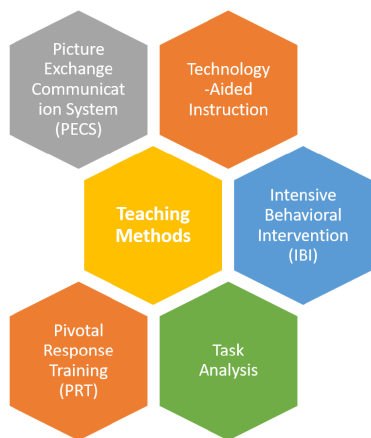 Picture
Exchange
Communicat
ion System
(PECS)
Technology
-Aided
Instruction
Teaching
Methods
Intensive
Behavioral
Intervention
(IBI)
Pivotal
Response
Training
(PRT)
Task
Analysis